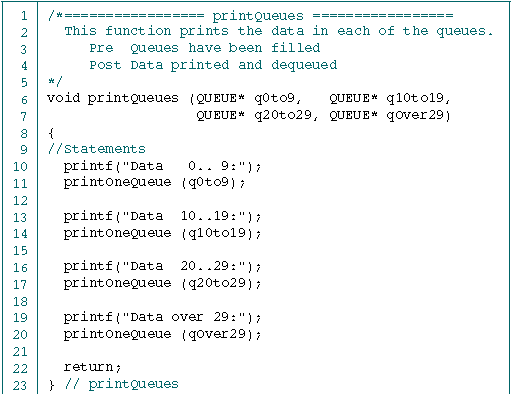 1 /*================= printQueues =================
2   This function prints the data in each of the queues.
3      Pre  Queues have been filled
4      Post Data printed and dequeued
5 */
6 void printQueues (QUEUE* q0to9,   QUEUE* q10to19,
7                   QUEUE* q20to29, QUEUE* qOver29)
8 {
9 //Statements
10   printf("Data   0.. 9:");
11   printOneQueue (q0to9);
12
13   printf("Data  10..19:");
14   printOneQueue (q10to19);
15
16   printf("Data  20..29:");
17   printOneQueue (q20to29);
18
19   printf("Data over 29:");
20   printOneQueue (qOver29);
21
22   return;
23 } // printQueues